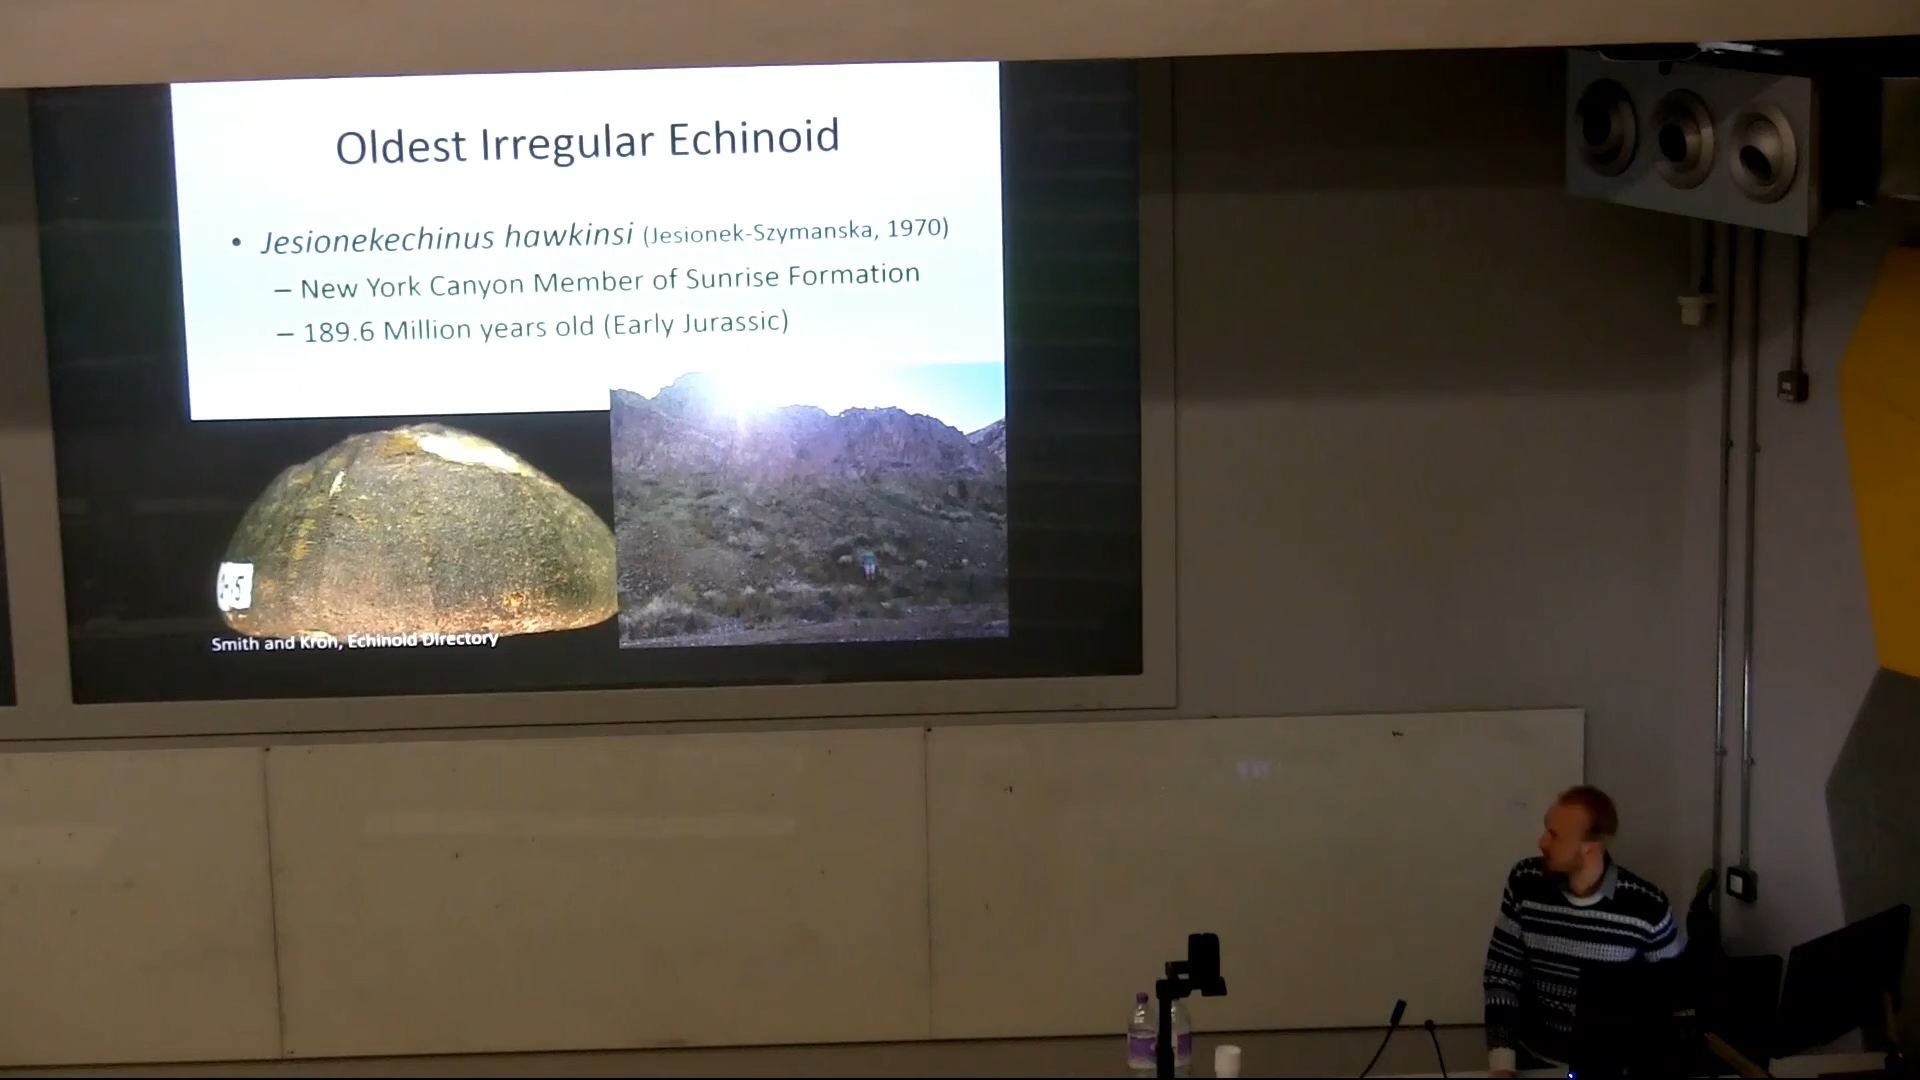 Oldest Irregular Echinoid
• Jesionekechinus hawkinsi (Jesionek-Szymanska, 1970)
– New York Canyon Member of Sunrise Formation
– 189.6 Million years old (Early Jurassic)
Smith and Kroh, Echinoid Directory